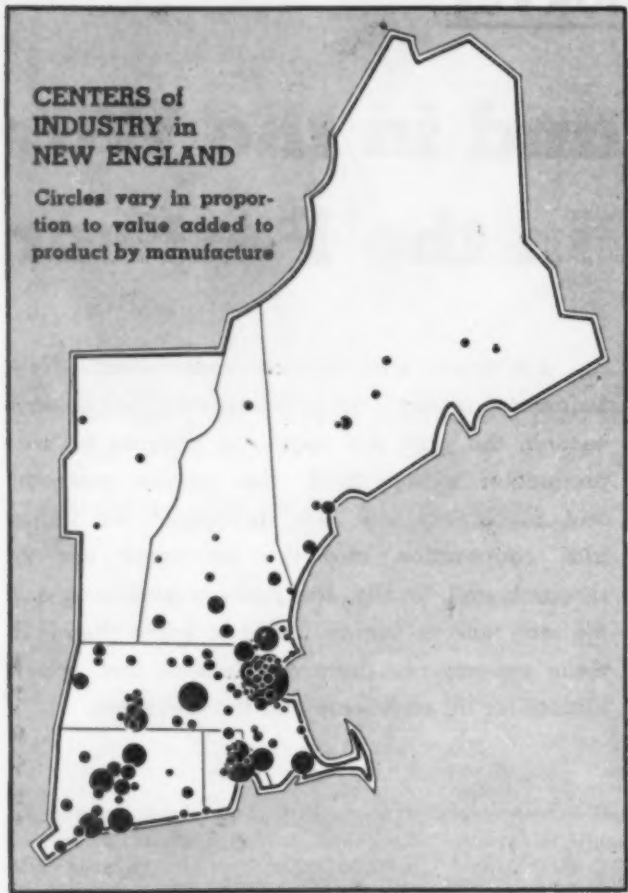 CENTERS of
INDUSTRY in
NEW ENGLAND
Circles vary in propor-
tion to value added to
product by manufacture